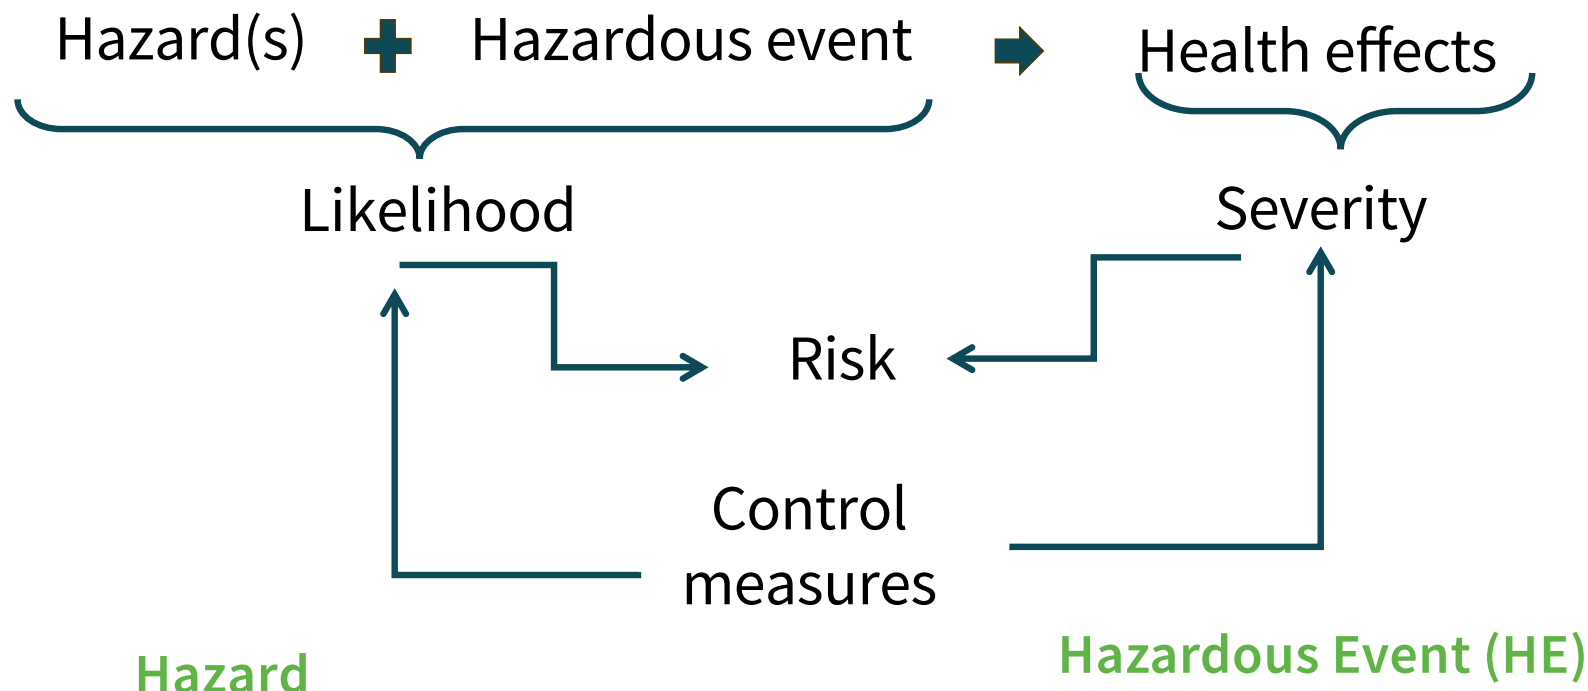 Hazard(s) Hazardous event Health effects
Likelihood Severity
Risk
Control
measures
Hazard Hazardous Event (HE)